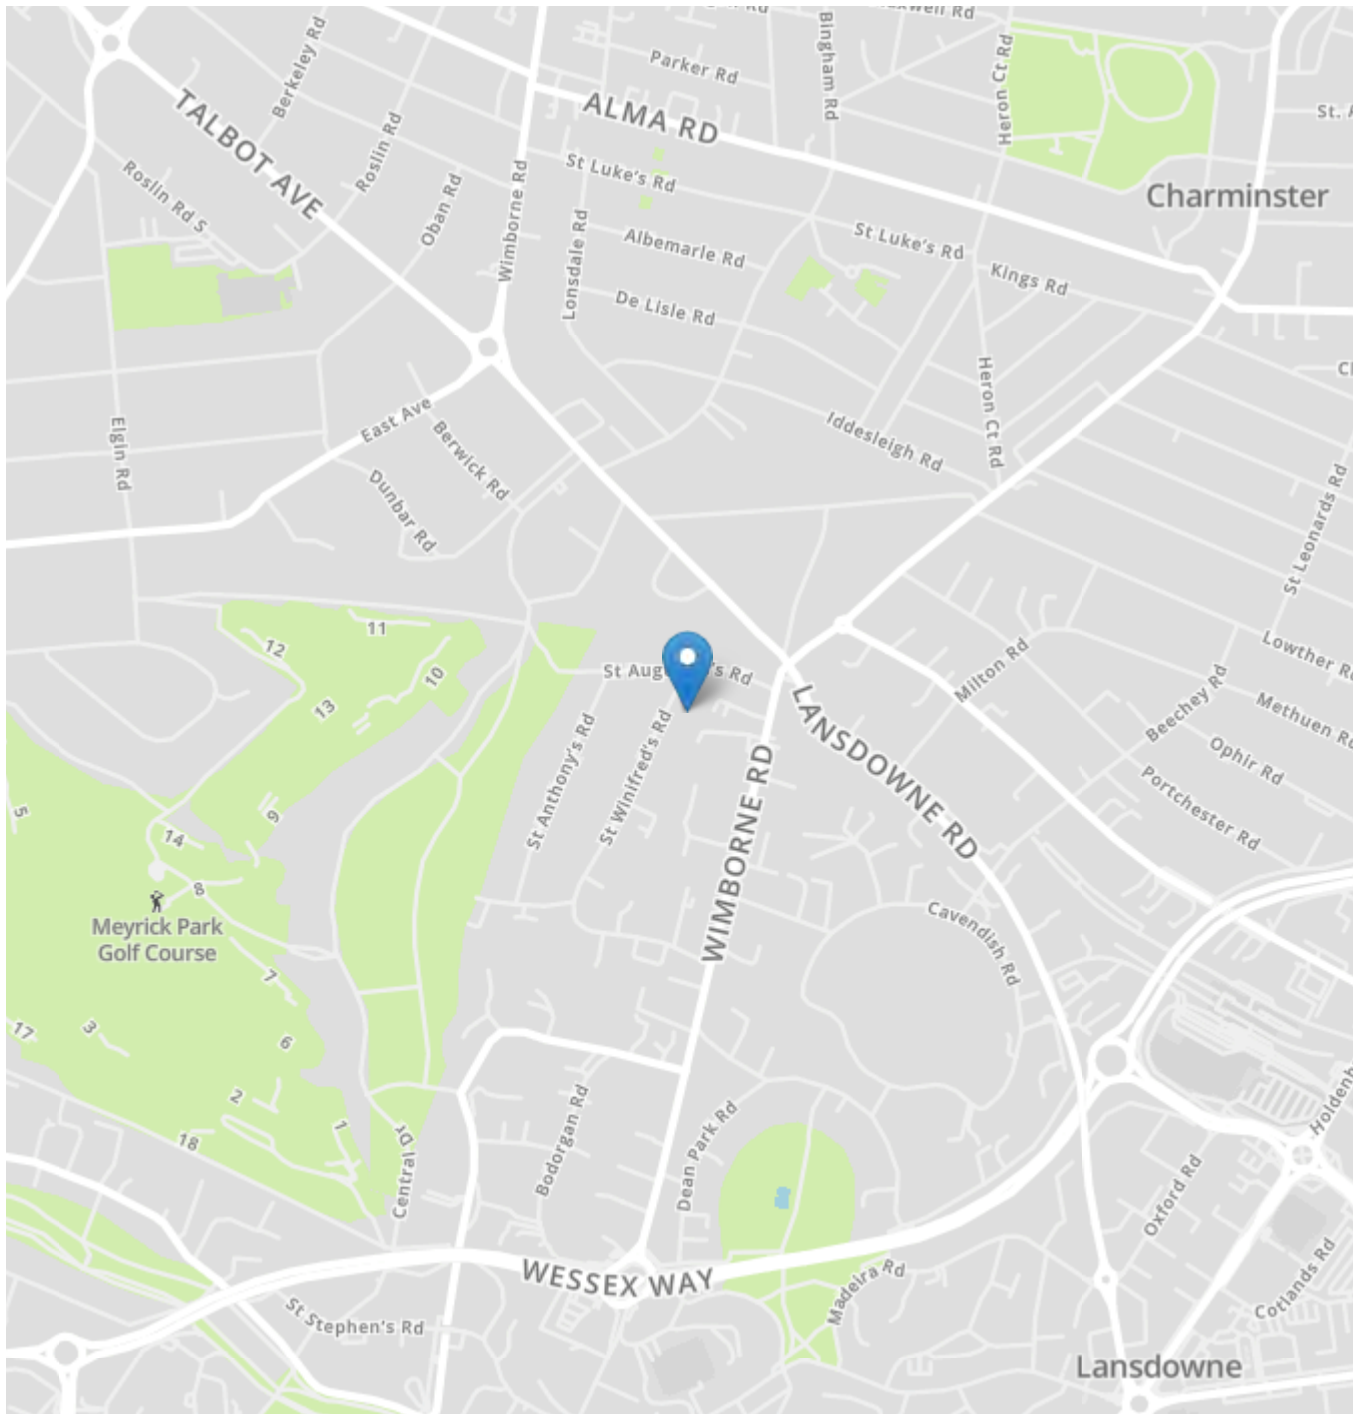 Berkeley Rd
Bingham Rd
Parker Rd
Heron Ct Rd
TALBOT AVE
ALMA RD
Roslin Rd
Roslin Rd S
St Luke's Rd
Charminster
Oban Rd
Wimborne Rd
Lonsdale Rd
Albemarle Rd
St Luke's Rd
Kings Rd
De Lisle Rd
Heron Ct Rd
Elgin Rd
East Ave
Berwick Rd
Iddesleigh Rd
Dunbar Rd
St Leonards Rd
11
12
10
13
Milton Rd
Lowther Rd
St Aug
's Rd
Beechey Rd
Methuen Rd
LANSDOWNE RD
Ophir Rd
St Anthony's Rd
St Winifred's Rd
Portchester Rd
5
9
14
8
WIMBORNE RD
Meyrick Park
Golf Course
Cavendish Rd
7
17
3
6
2
1
18
Central Dr
Bodorgan Rd
Dean Park Rd
Oxford Rd
Holdenh
WESSEX WAY
Madeira Rd
Cotlands Rd
St Stephen's Rd
Lansdowne